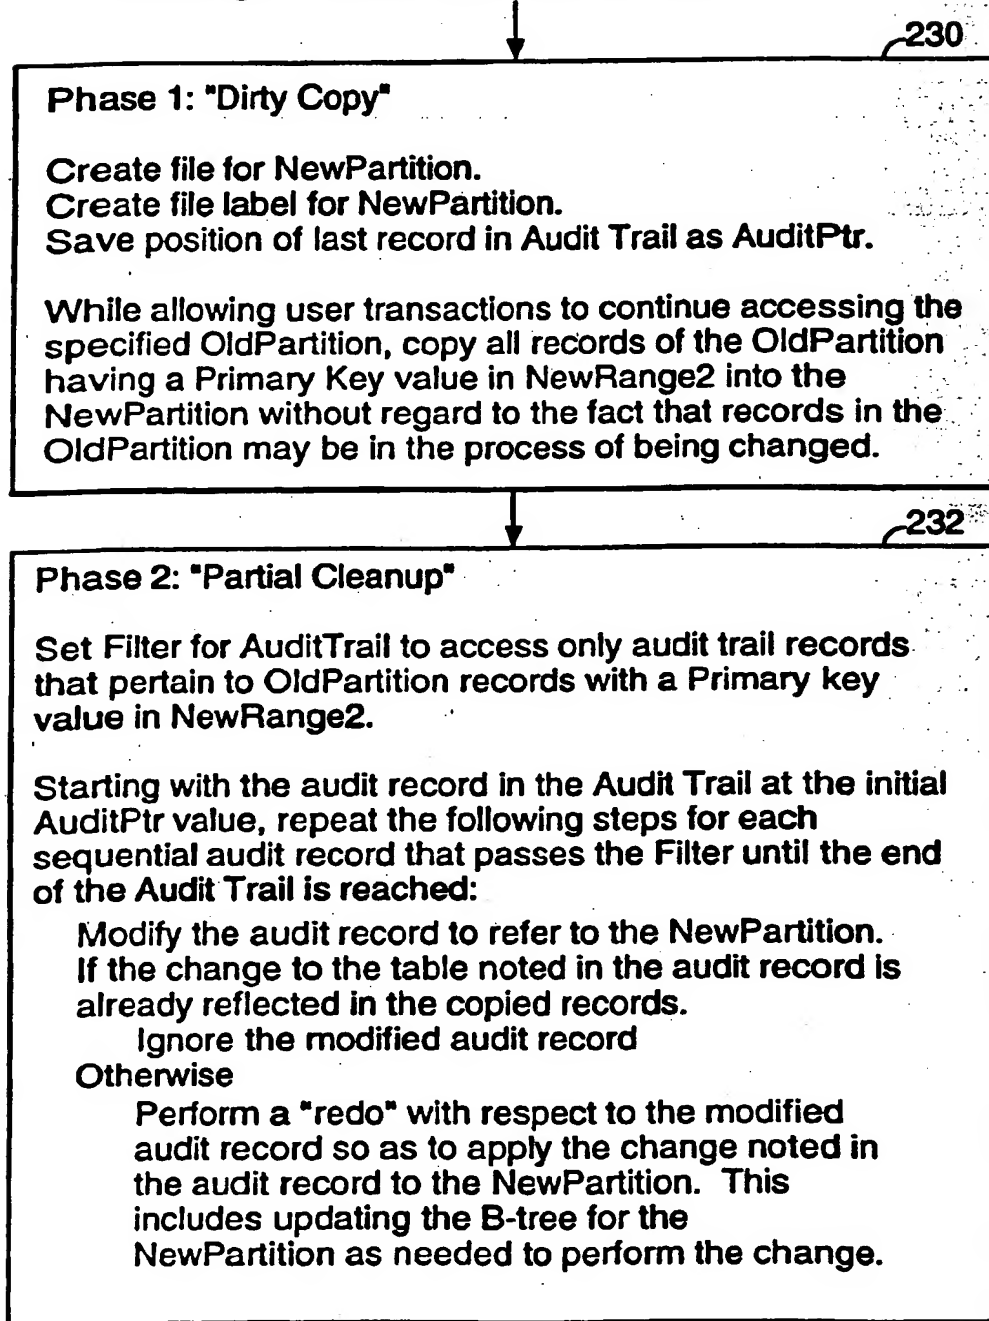 230
Phase 1: "Dirty Copy"
Create file for NewPartition.
Create file label for NewPartition.
Save position of last record in Audit Trail as AuditPtr.
While allowing user transactions to continue accessing the
specified OldPartition, copy all records of the OldPartition
having a Primary Key value in NewRange2 into the
NewPartition without regard to the fact that records in the
OldPartition may be in the process of being changed.
232
Phase 2: "Partial Cleanup"
Set Filter for AuditTrail to access only audit trail records
that pertain to OldPartition records with a Primary key
value in NewRange2.
Starting with the audit record in the Audit Trail at the initial
AuditPtr value, repeat the following steps for each
sequential audit record that passes the Filter until the end
of the Audit Trail is reached:
Modify the audit record to refer to the NewPartition.
If the change to the table noted in the audit record is
already reflected in the copied records.
Ignore the modified audit record
Otherwise
Perform a "redo" with respect to the modified
audit record so as to apply the change noted in
the audit record to the NewPartition. This
includes updating the B-tree for the
NewPartition as needed to perform the change.